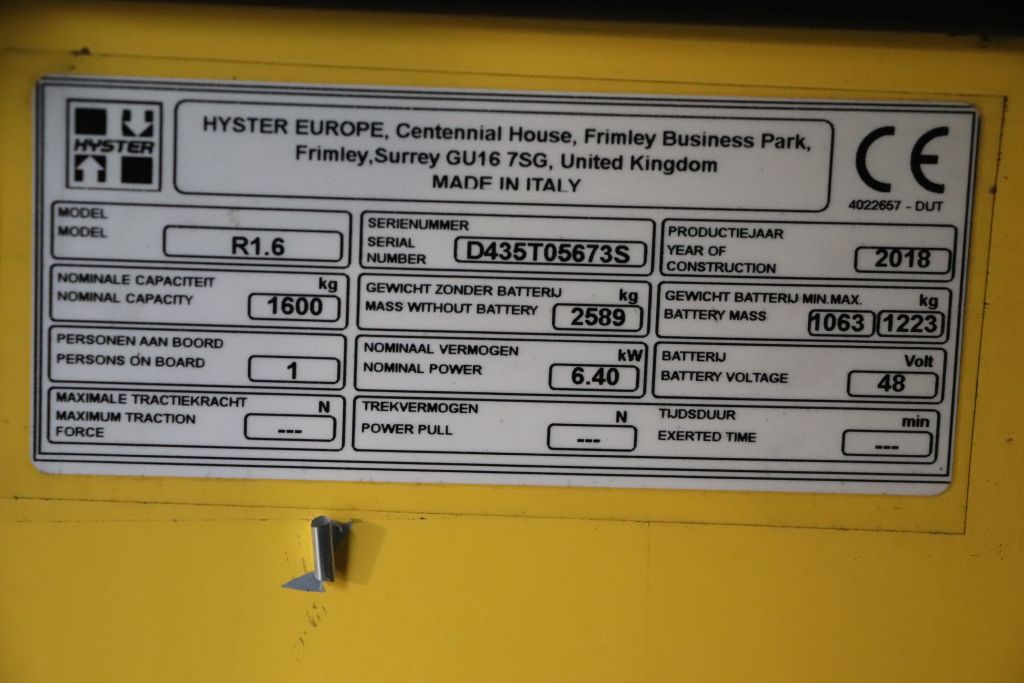 HYSTER
HYSTER EUROPE, Centennial House, Frimley Business Park,
Frimley,Surrey GU16 7SG, United Kingdom
MADE IN ITALY
CE
4022657 - DUT
MODEL
MODEL
R1.6
SERIENUMMER
SERIAL
NUMBER
D435T05673S
PRODUCTIEJAAR
YEAR OF
CONSTRUCTION
2018
NOMINALE CAPACITEIT kg
NOMINAL CAPACITY
1600
GEWICHT ZONDER BATTERIJ kg
MASS WITHOUT BATTERY
2589
GEWICHT BATTERIJ MIN.MAX. kg
BATTERY MASS
1063 1223
PERSONEN AAN BOORD
PERSONS ON BOARD
1
NOMINAAL VERMOGEN kW
NOMINAL POWER
6.40
BATTERIJ Volt
BATTERY VOLTAGE
48
MAXIMALE TRACTIEKRACHT N
MAXIMUM TRACTION
FORCE
---
TREKVERMOGEN N
POWER PULL
---
TIJDSDUUR min
EXERTED TIME
---